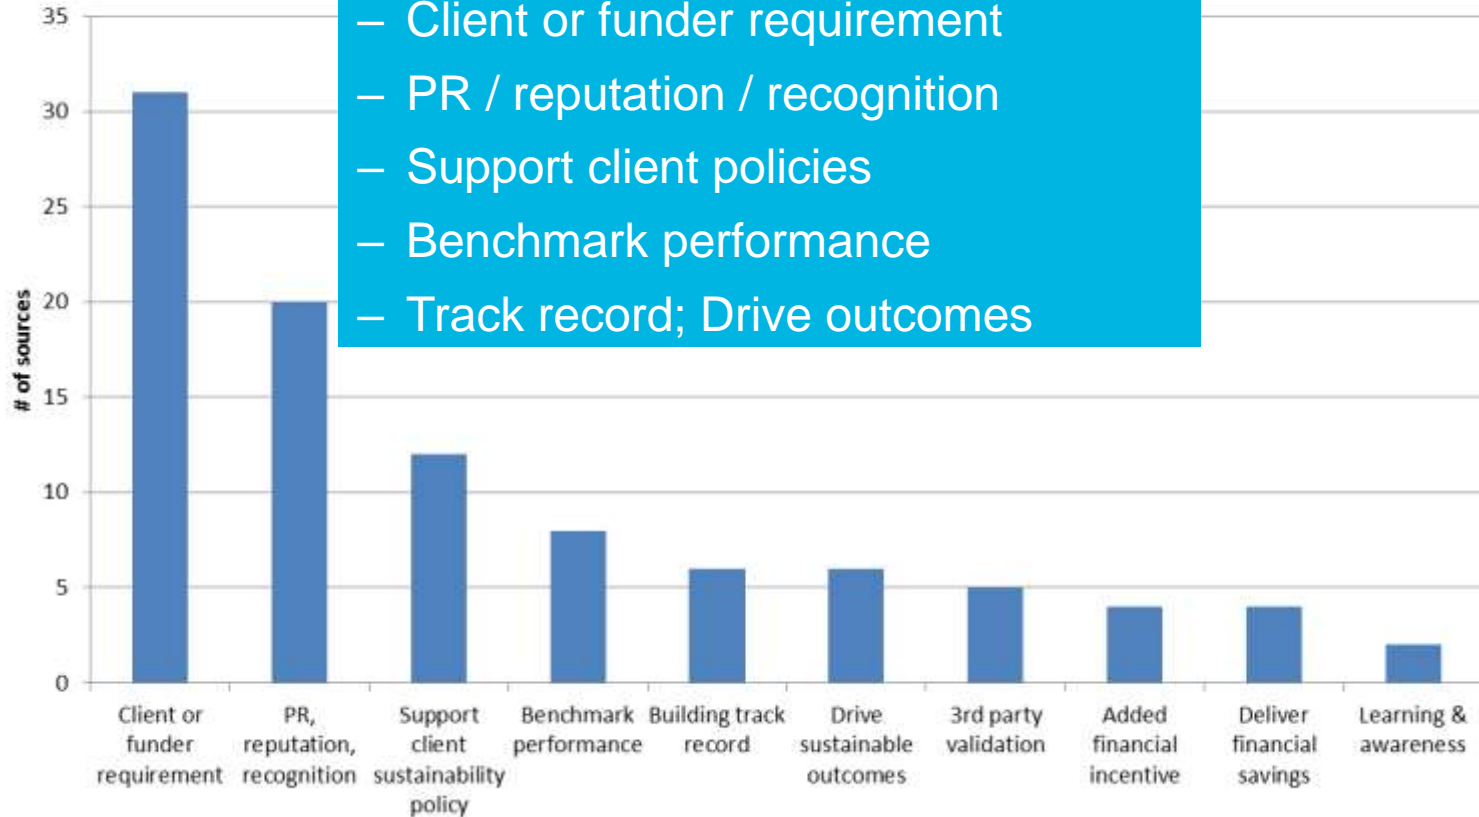 – Client or funder requirement
– PR / reputation / recognition
– Support client policies
– Benchmark performance
– Track record; Drive outcomes
# of sources
35
30
25
20
15
10
5
0
Client or
funder
requirement
PR,
reputation,
recognition
Support
client
sustainability
policy
Benchmark
performance
Building track
record
Drive
sustainable
outcomes
3rd party
validation
Added
financial
incentive
Deliver
financial
savings
Learning &
awareness